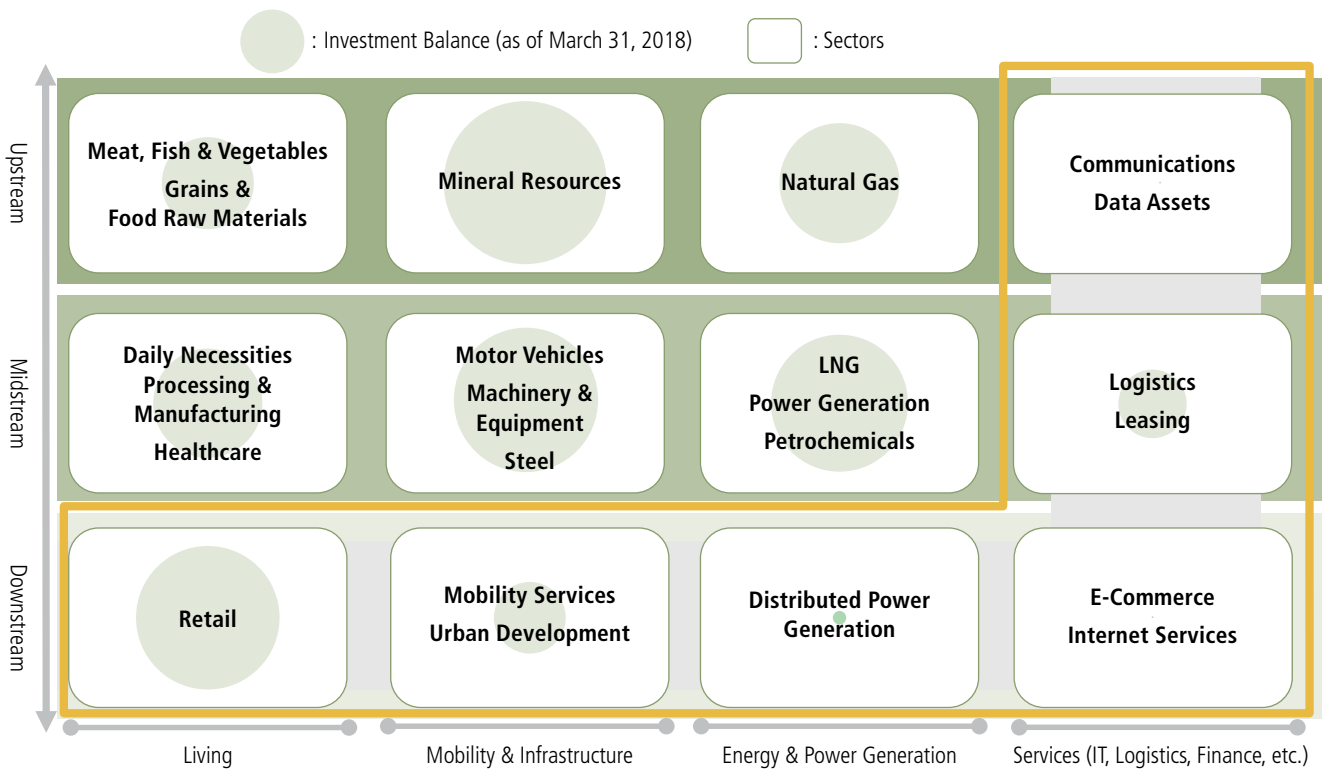 : Investment Balance (as of March 31, 2018)
: Sectors
Upstream
Meat, Fish & Vegetables
Grains &
Food Raw Materials
Mineral Resources
Natural Gas
Communications
Data Assets
Midstream
Daily Necessities
Processing &
Manufacturing
Healthcare
Motor Vehicles
Machinery &
Equipment
Steel
LNG
Power Generation
Petrochemicals
Logistics
Leasing
Downstream
Retail
Mobility Services
Urban Development
Distributed Power
Generation
E-Commerce
Internet Services
Living
Mobility & Infrastructure
Energy & Power Generation
Services (IT, Logistics, Finance, etc.)